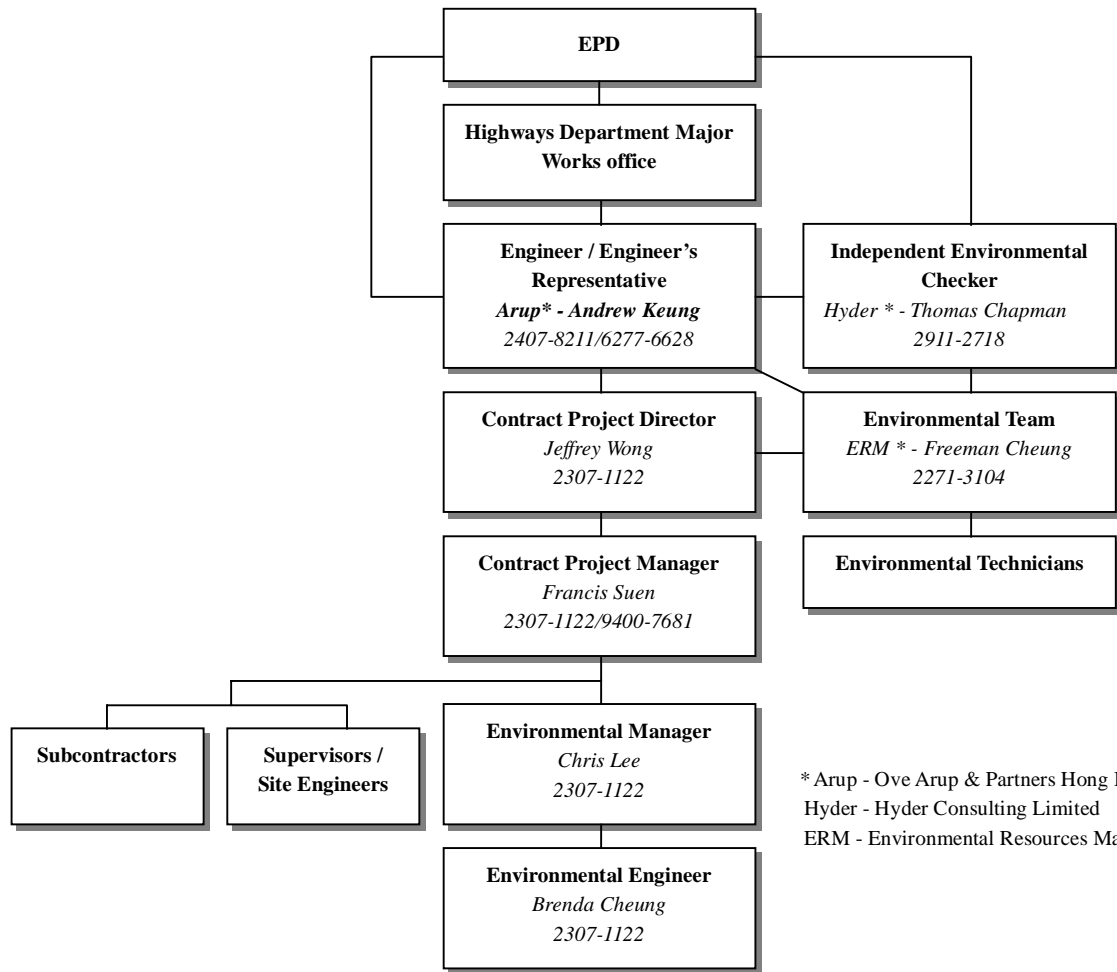 EPD
Highways Department Major
Works office
Engineer / Engineer’s
Representative
Arup* - Andrew Keung
2407-8211/6277-6628
Independent Environmental
Checker
Hyder * - Thomas Chapman
2911-2718
Contract Project Director
Jeffrey Wong
2307-1122
Environmental Team
ERM * - Freeman Cheung
2271-3104
Contract Project Manager
Francis Suen
2307-1122/9400-7681
Environmental Technicians
Subcontractors
Supervisors /
Site Engineers
Environmental Manager
Chris Lee
2307-1122
* Arup - Ove Arup & Partners Hong
Hyder - Hyder Consulting Limited
ERM - Environmental Resources
Environmental Engineer
Brenda Cheung
2307-1122